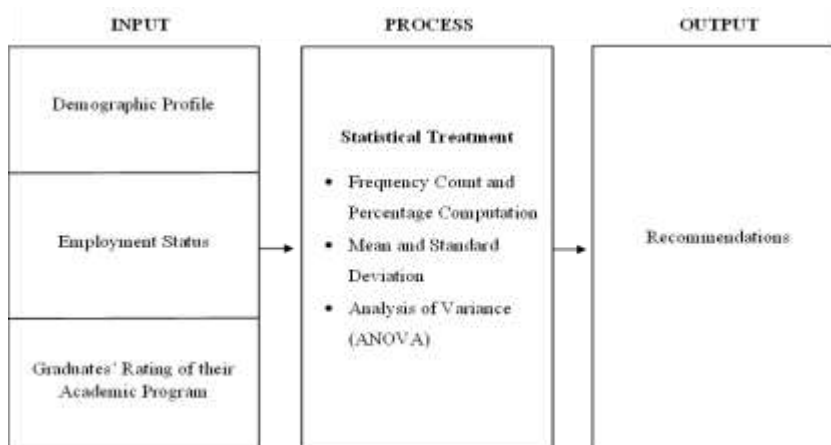 INPUT
PROCESS
OUTPUT
Demographic Profile
Employment Status
Graduates' Rating of their
Academic Program
Statistical Treatment
• Frequency Count and
Percentage Computation
• Mean and Standard
Deviation
• Analysis of Variance
(ANOVA)
Recommendations